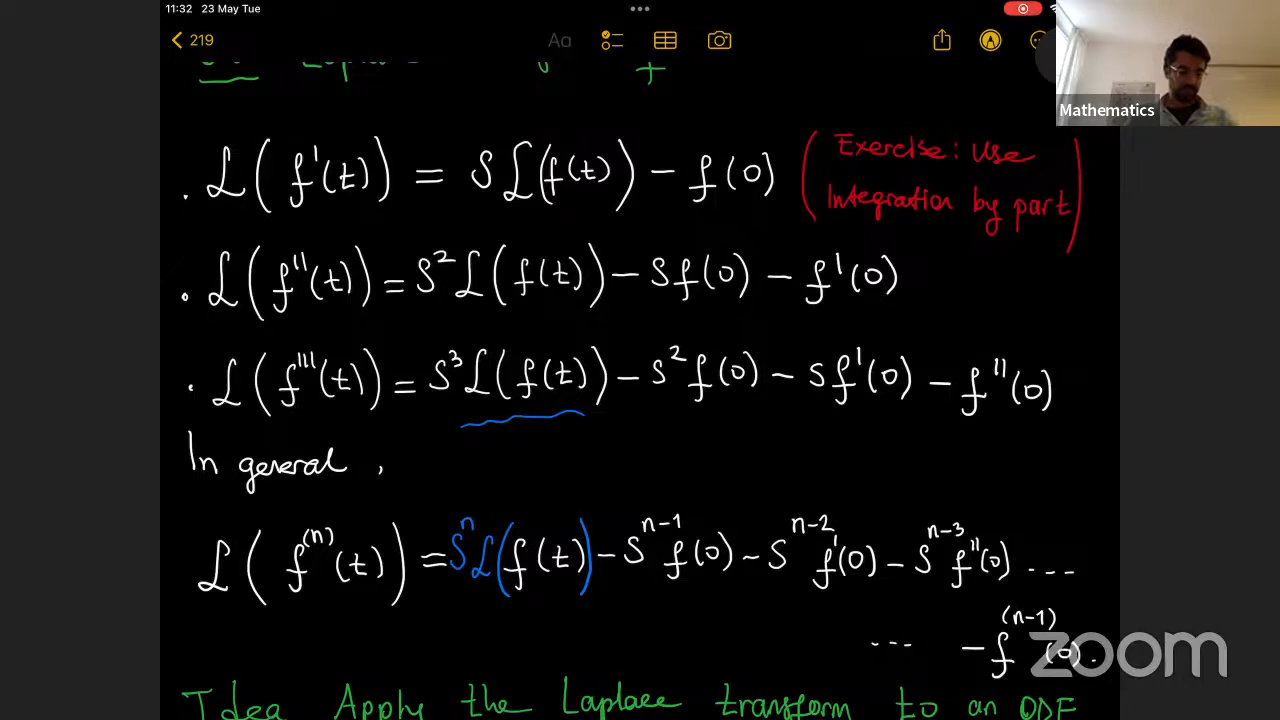 11:32 23 May Tue
219
Aa
Mathematics
. L(f'(t)) = S L(f(t)) - f(0) (Exercise: Use
Integration by part)
. L(f''(t)) = S²L(f(t)) - Sf(0) - f'(0)
. L(f'''(t)) = S³L(f(t)) - S²f(0) - Sf'(0) - f''(0)
In general,
L(f⁽ⁿ⁾(t)) = SⁿL(f(t)) - Sⁿ⁻¹f(0) - Sⁿ⁻²f'(0) - Sⁿ⁻³f''(0) ...
... - f⁽ⁿ⁻¹⁾(0).
zoom
Idea Apply the Laplace transform to an ODE